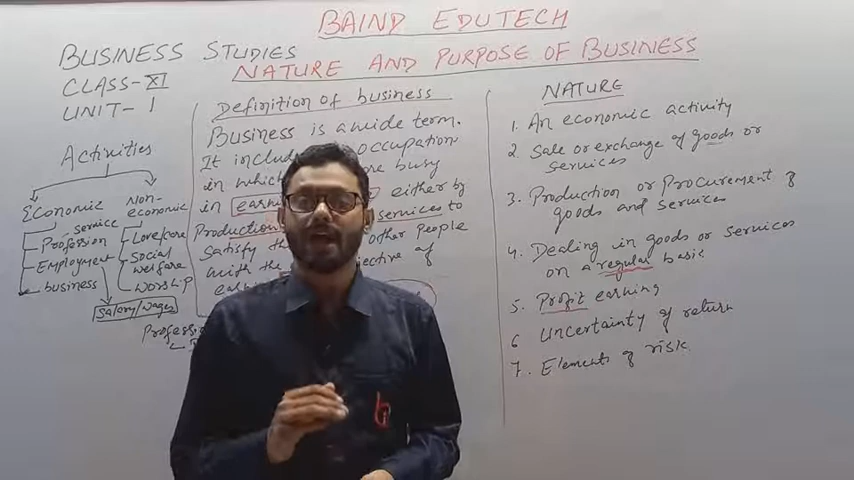 BAIND EDUTECH
NATURE AND PURPOSE OF BUSINESS
BUSINESS STUDIES
CLASS-XI
UNIT-1
Activities
Economic
service
Profession
Employment
business
Salary/wages
Non-
economic
Love/care
Social
welfare
worship
Definition of business
Business is a wide term.
It occupation
in which busy
in either by
Production services to
satisfy the other people
with the of
NATURE
1. An economic activity
2. Sale or exchange of goods or
services
3. Production or Procurement of
goods and services
4. Dealing in goods or services
on a regular basic
5. Profit earning
6 Uncertainty of return
7. Elements of risk